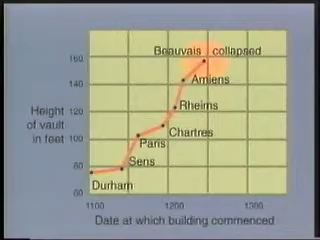 Beauvais collapsed
160
Amiens
140
Height
of vault
in feet
Rheims
120
Chartres
100
Paris
80
Sens
Durham
60
1100 1200 1300
Date at which building commenced